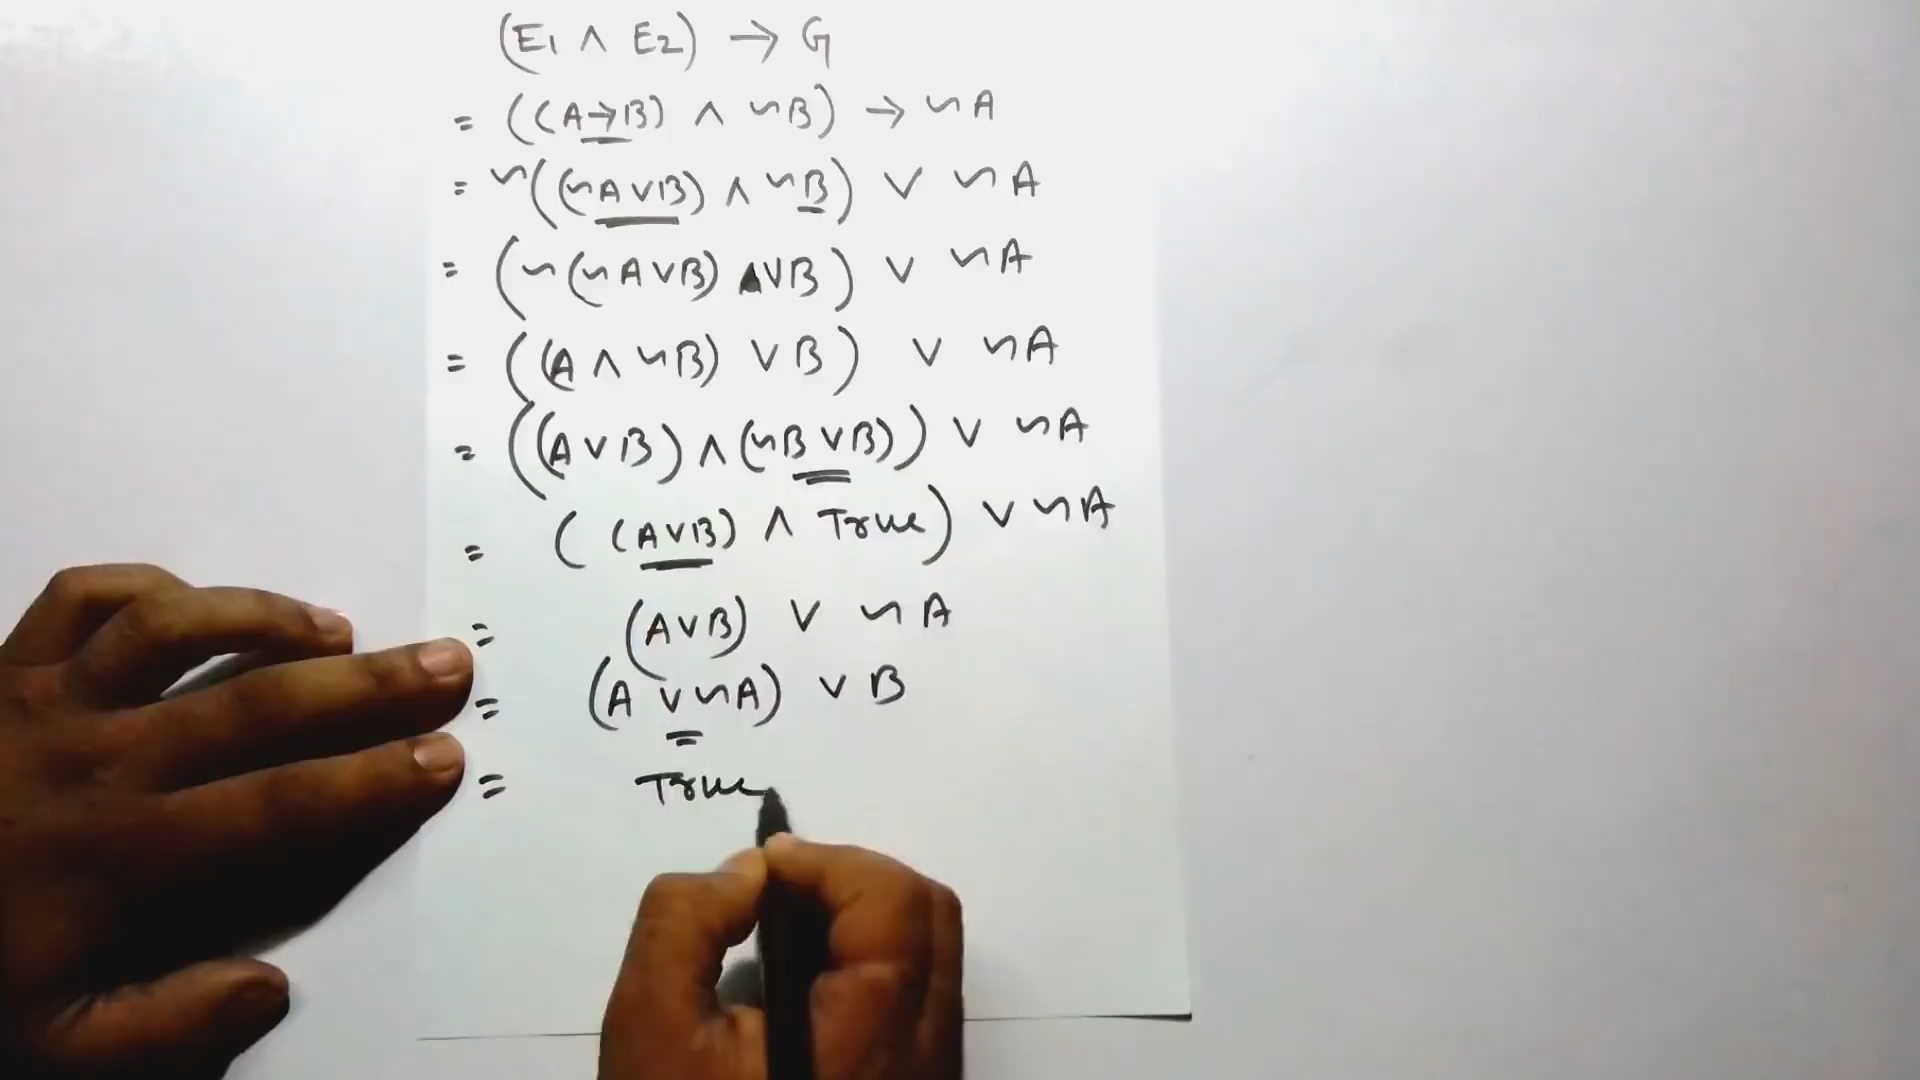 (E1 ∧ E2) → G
= ((A→B) ∧ ~B) → ~A
= ~((~A∨B) ∧ ~B) ∨ ~A
= (~(~A∨B) ∨B) ∨ ~A
= ((A ∧ ~B) ∨ B) ∨ ~A
= ((A∨B) ∧ (~B ∨ B)) ∨ ~A
= ((A∨B) ∧ True) ∨ ~A
= (A∨B) ∨ ~A
= (A ∨ ~A) ∨ B
= True